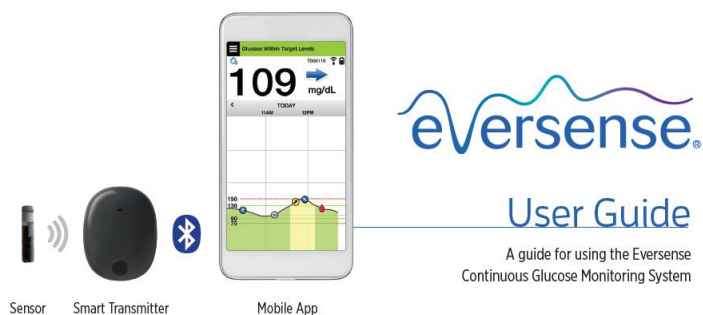 Glucose Within Target Levels
T000118
109
mg/dL
TODAY
11AM 12PM
150
130
90
75
eversense®
User Guide
A guide for using the Eversense
Continuous Glucose Monitoring System
Sensor Smart Transmitter Mobile App